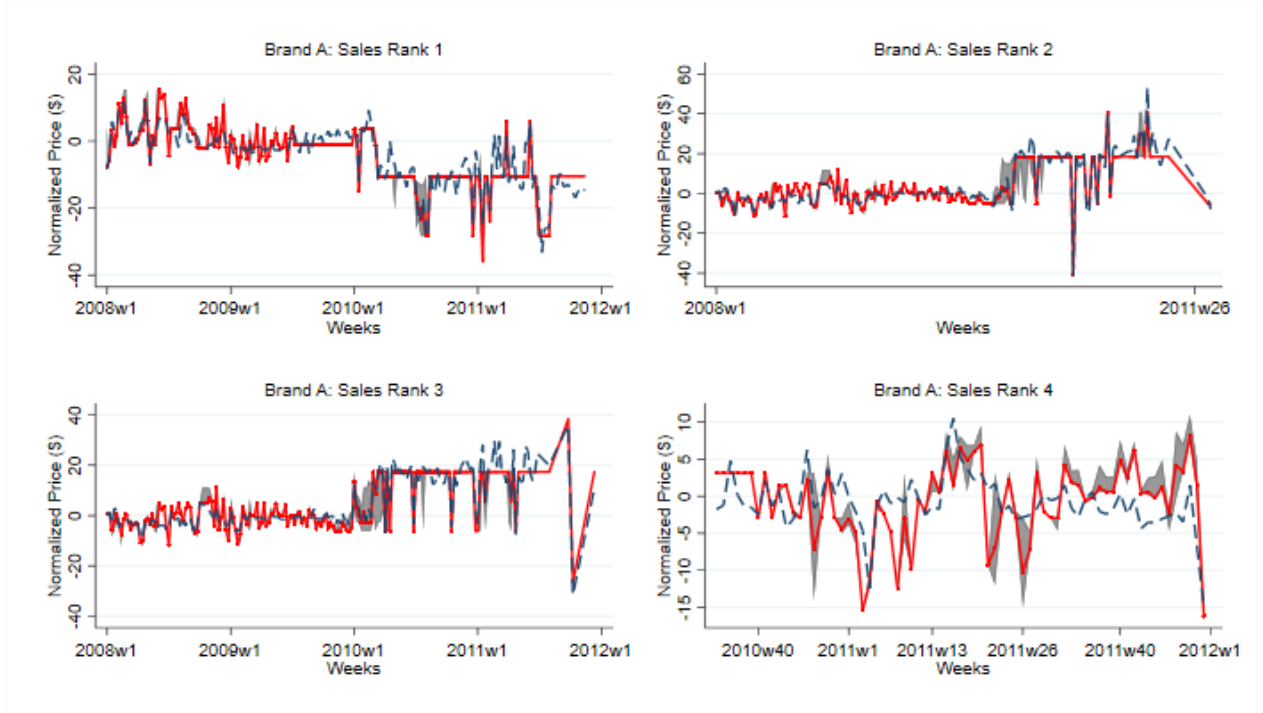 Brand A: Sales Rank 1
Normalized Price ($)
20
0
-20
-40
2008w1 2009w1 2010w1 2011w1 2012w1
Weeks
Brand A: Sales Rank 2
Normalized Price ($)
60
40
20
0
-20
-40
2008w1 2011w26
Weeks
Brand A: Sales Rank 3
Normalized Price ($)
40
20
0
-20
-40
2008w1 2009w1 2010w1 2011w1 2012w1
Weeks
Brand A: Sales Rank 4
Normalized Price ($)
10
5
0
-5
-10
-15
2010w40 2011w1 2011w13 2011w26 2011w40 2012w1
Weeks